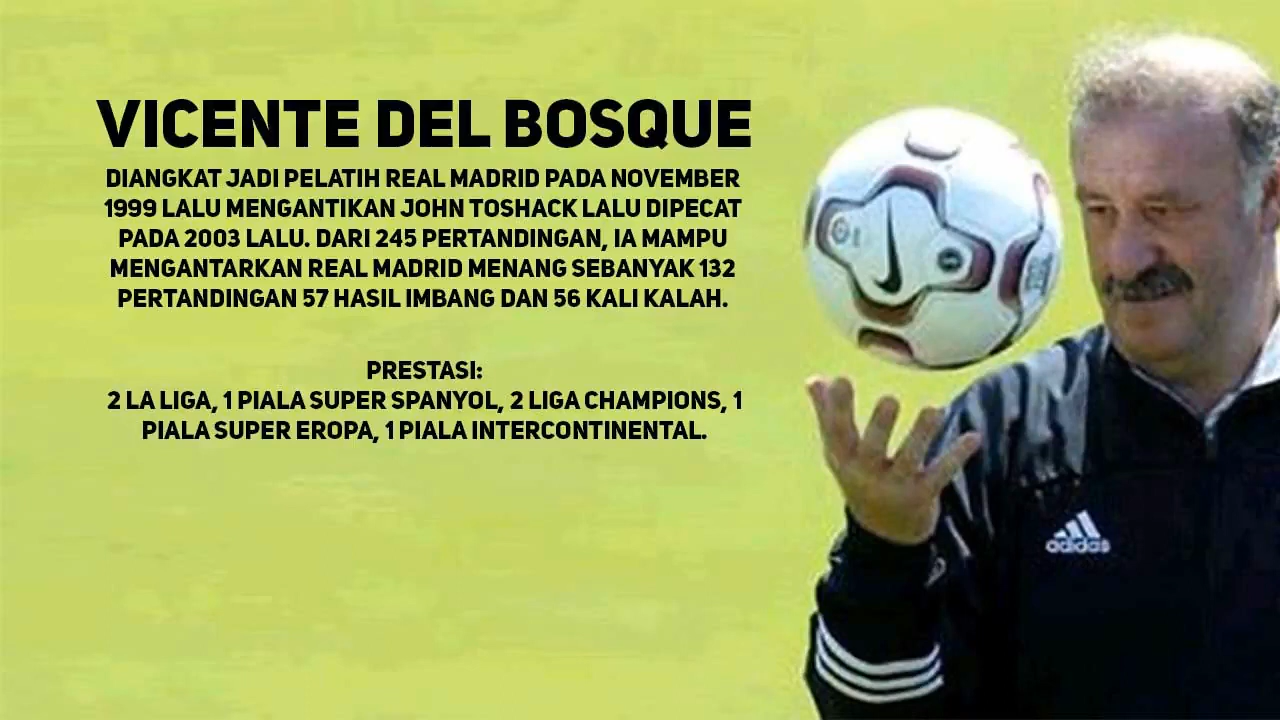 VICENTE DEL BOSQUE
DIANGKAT JADI PELATIH REAL MADRID PADA NOVEMBER
1999 LALU MENGANTIKAN JOHN TOSHACK LALU DIPECAT
PADA 2003 LALU. DARI 245 PERTANDINGAN, IA MAMPU
MENGANTARKAN REAL MADRID MENANG SEBANYAK 132
PERTANDINGAN 57 HASIL IMBANG DAN 56 KALI KALAH.
PRESTASI:
2 LA LIGA, 1 PIALA SUPER SPANYOL, 2 LIGA CHAMPIONS, 1
PIALA SUPER EROPA, 1 PIALA INTERCONTINENTAL.
adidas